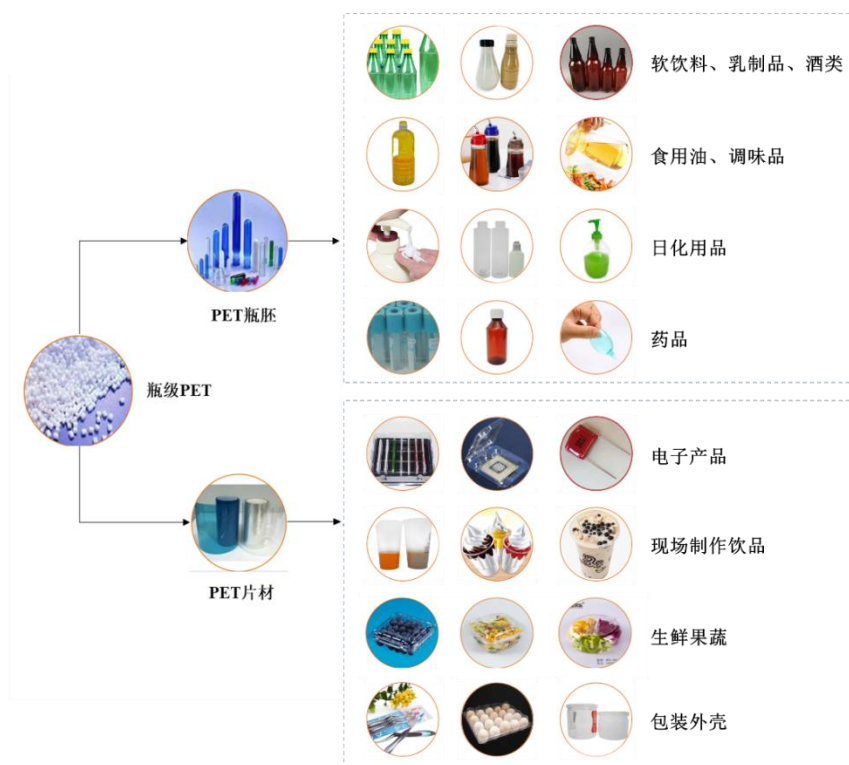 软饮料、乳制品、酒类
食用油、调味品
日化用品
PET瓶胚
药品
瓶级PET
电子产品
现场制作饮品
PET片材
生鲜果蔬
包装外壳